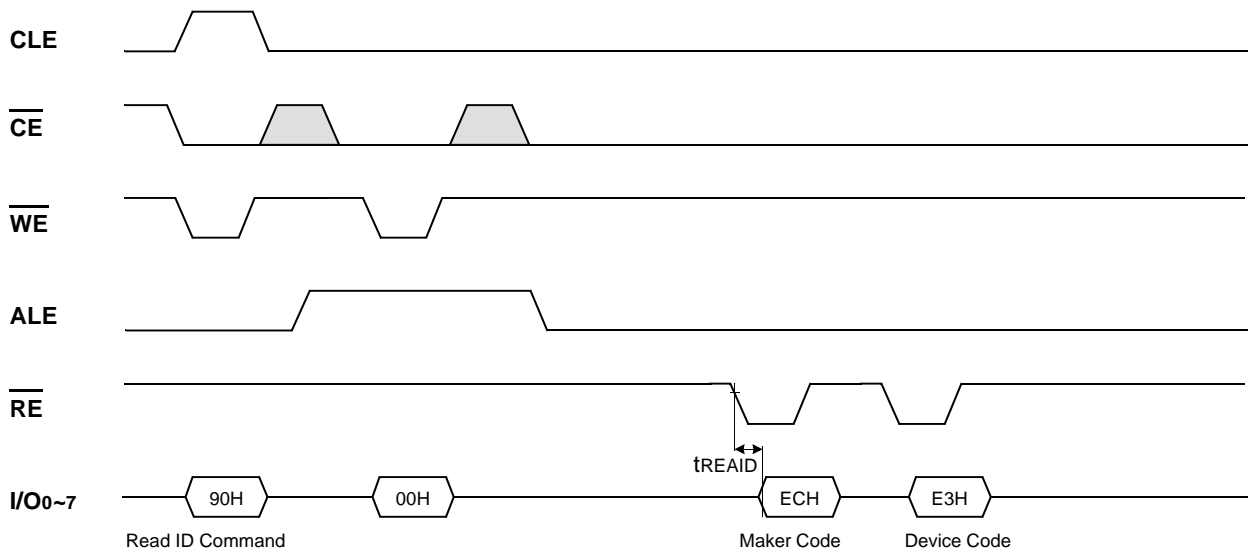 CLE
CE
WE
ALE
RE
tREAID
I/O0~7 90H 00H ECH E3H
Read ID Command Maker Code Device Code